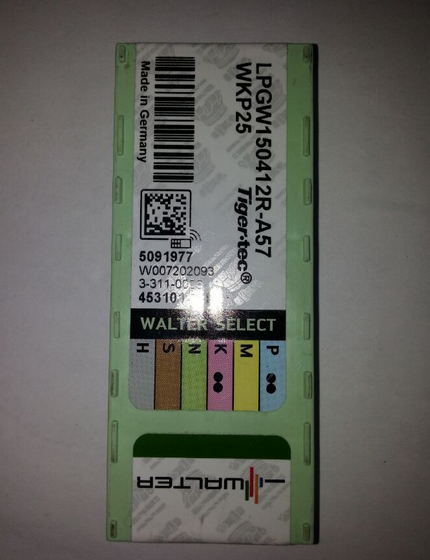 LPGW150412R-A57
WKP25
Tiger·tec®
Made in Germany
5091977
W007202093
WALTER SELECT
P M K N S H
WALTER